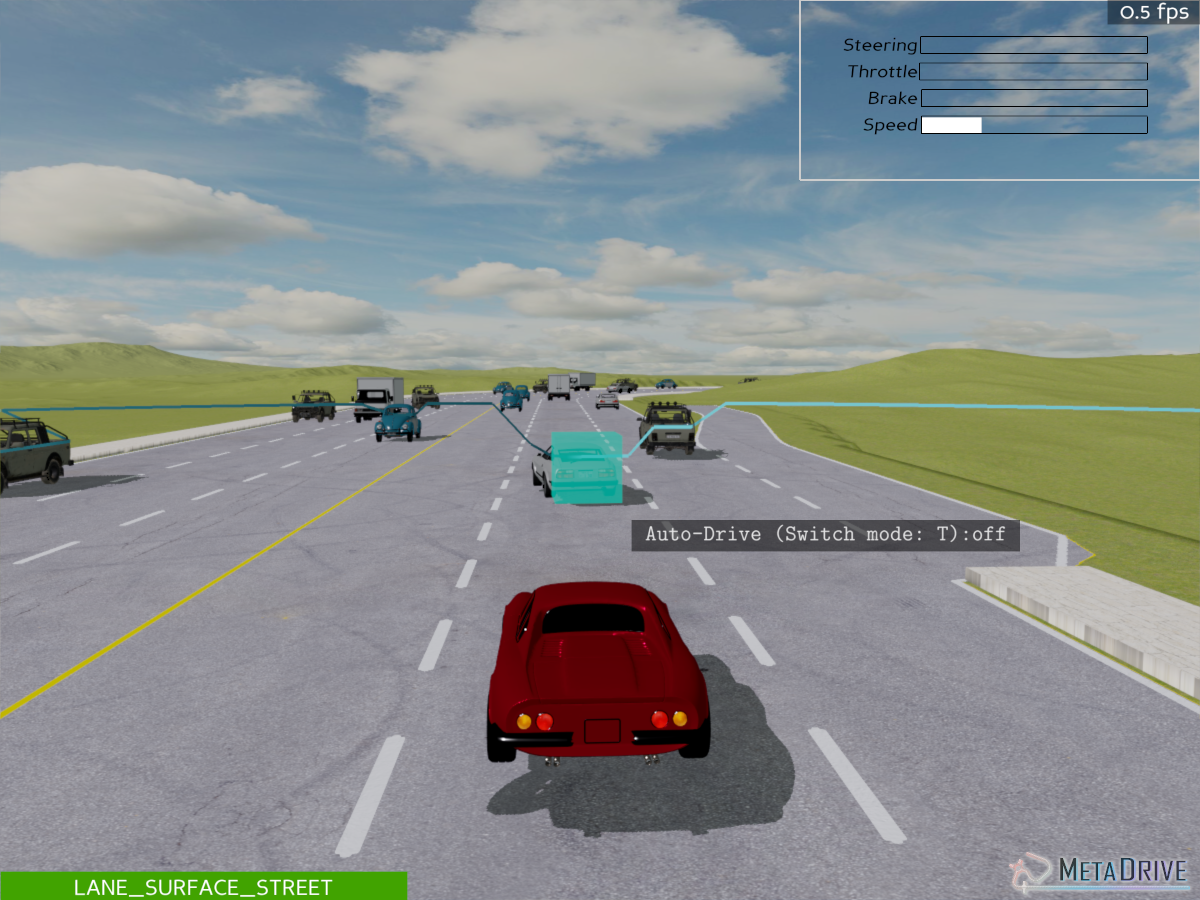 0.5 fps
Steering
Throttle
Brake
Speed
Auto-Drive (Switch mode: T):off
LANE_SURFACE_STREET
METADRIVE